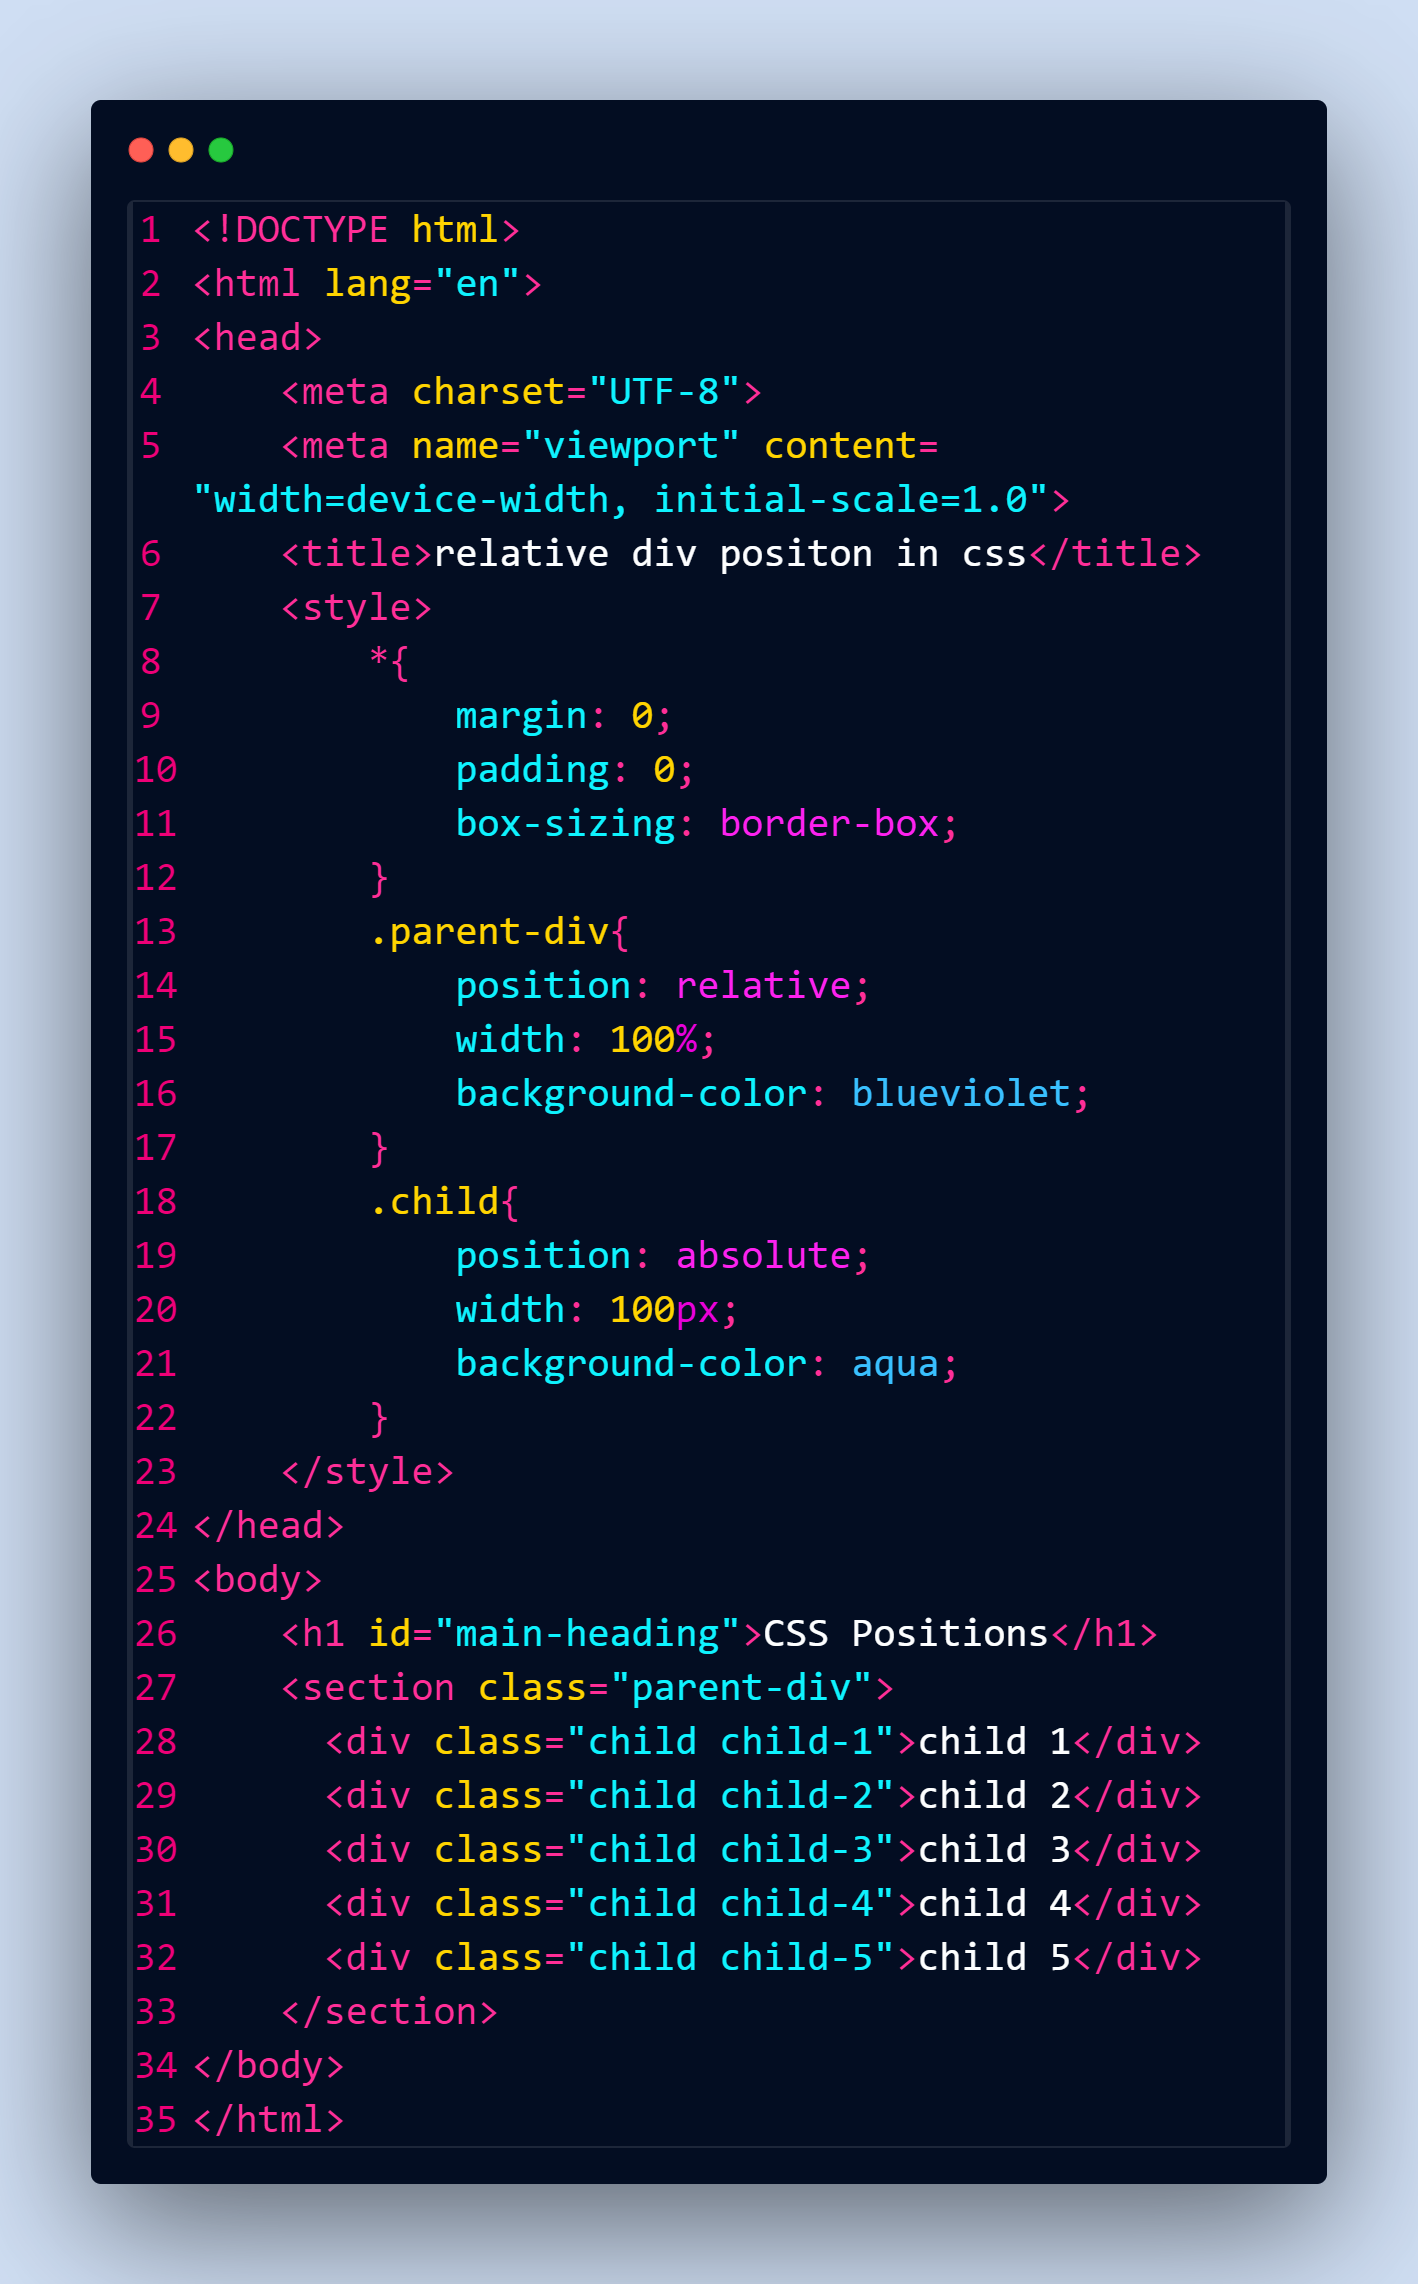 1 <!DOCTYPE html>
2 <html lang="en">
3 <head>
4     <meta charset="UTF-8">
5     <meta name="viewport" content=
"width=device-width, initial-scale=1.0">
6     <title>relative div positon in css</title>
7     <style>
8         *{
9             margin: 0;
10             padding: 0;
11             box-sizing: border-box;
12         }
13         .parent-div{
14             position: relative;
15             width: 100%;
16             background-color: blueviolet;
17         }
18         .child{
19             position: absolute;
20             width: 100px;
21             background-color: aqua;
22         }
23     </style>
24 </head>
25 <body>
26     <h1 id="main-heading">CSS Positions</h1>
27     <section class="parent-div">
28       <div class="child child-1">child 1</div>
29       <div class="child child-2">child 2</div>
30       <div class="child child-3">child 3</div>
31       <div class="child child-4">child 4</div>
32       <div class="child child-5">child 5</div>
33     </section>
34 </body>
35 </html>